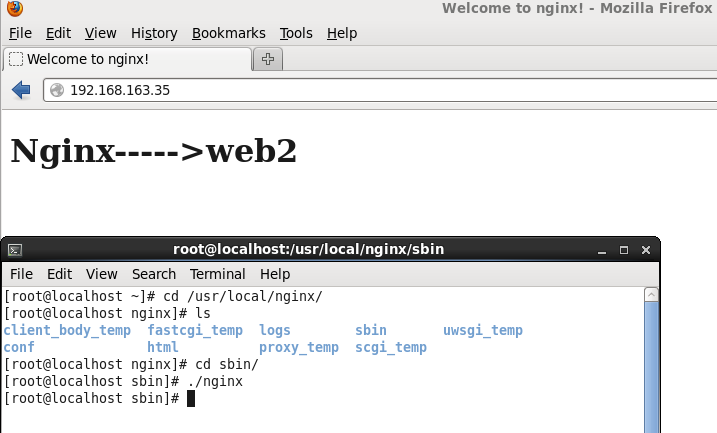 Welcome to nginx! - Mozilla Firefox
File Edit View History Bookmarks Tools Help
Welcome to nginx!
192.168.163.35
Nginx----->web2
root@localhost:/usr/local/nginx/sbin
File Edit View Search Terminal Help
[root@localhost ~]# cd /usr/local/nginx/
[root@localhost nginx]# ls
client_body_temp fastcgi_temp logs sbin uwsgi_temp
conf html proxy_temp scgi_temp
[root@localhost nginx]# cd sbin/
[root@localhost sbin]# ./nginx
[root@localhost sbin]#